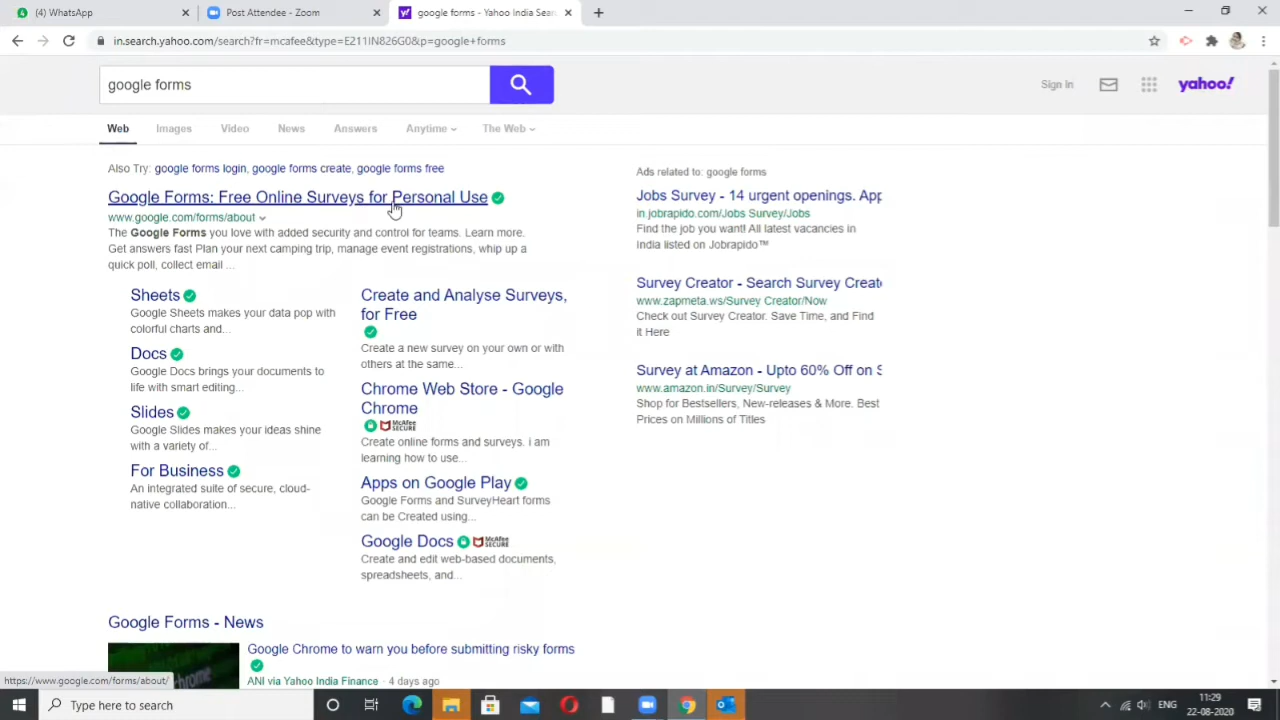 (4) WhatsApp
Post Attendee - Zoom
google forms - Yahoo India Sear
in.search.yahoo.com/search?fr=mcafee&type=E211IN826G0&p=google+forms
google forms
Sign in
yahoo!
Web
Images
Video
News
Answers
Anytime
The Web
Also Try: google forms login, google forms create, google forms free
Google Forms: Free Online Surveys for Personal Use
www.google.com/forms/about
The Google Forms you love with added security and control for teams. Learn more.
Get answers fast Plan your next camping trip, manage event registrations, whip up a
quick poll, collect email ...
Sheets
Google Sheets makes your data pop with
colorful charts and...
Docs
Google Docs brings your documents to
life with smart editing...
Slides
Google Slides makes your ideas shine
with a variety of...
For Business
An integrated suite of secure, cloud-
native collaboration...
Create and Analyse Surveys,
for Free
Create a new survey on your own or with
others at the same...
Chrome Web Store - Google
Chrome
McAfee
SECURE
Create online forms and surveys. i am
learning how to use...
Apps on Google Play
Google Forms and SurveyHeart forms
can be Created using...
Google Docs
McAfee
SECURE
Create and edit web-based documents,
spreadsheets, and...
Ads related to: google forms
Jobs Survey - 14 urgent openings. App
in.jobrapido.com/Jobs Survey/Jobs
Find the job you want! All latest vacancies in
India listed on Jobrapido™
Survey Creator - Search Survey Create
www.zapmeta.ws/Survey Creator/Now
Check out Survey Creator. Save Time, and Find
it Here
Survey at Amazon - Upto 60% Off on S
www.amazon.in/Survey/Survey
Shop for Bestsellers, New-releases & More. Best
Prices on Millions of Titles
Google Forms - News
Google Chrome to warn you before submitting risky forms
ANI via Yahoo India Finance · 4 days ago
https://www.google.com/forms/about/
Type here to search
ENG
11:29
22-08-2020